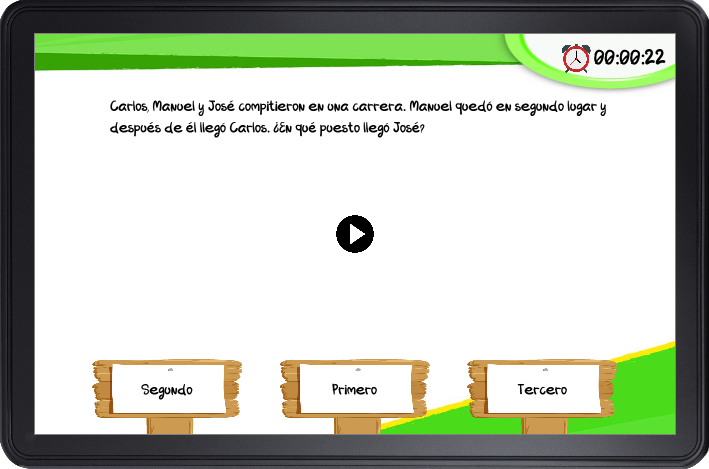 00:00:22
Carlos, Manuel y José compitieron en una carrera. Manuel quedó en segundo lugar y
después de él llegó Carlos. ¿En qué puesto llegó José?
Segundo
Primero
Tercero